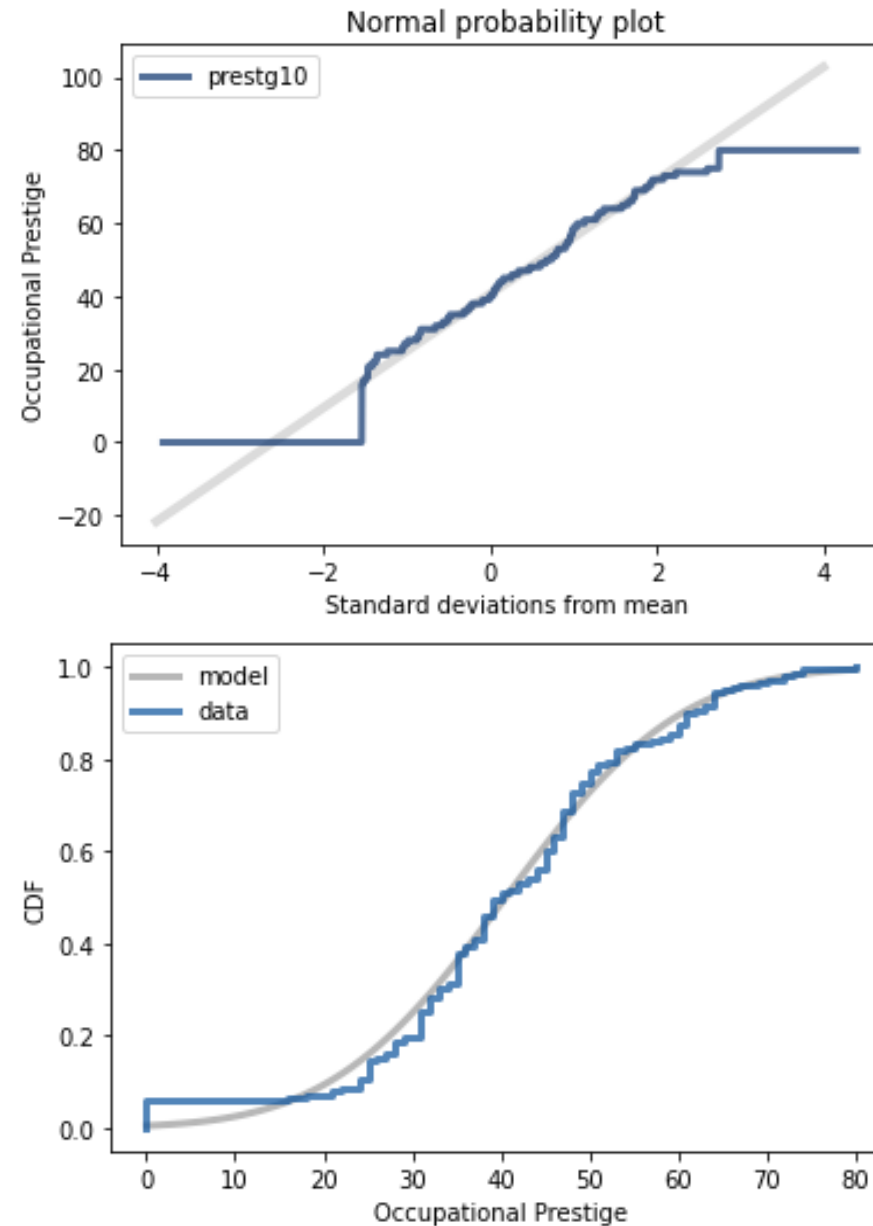 Normal probability plot
prestg10
100
80
60
40
20
0
−20
Occupational Prestige
−4 −2 0 2 4
Standard deviations from mean
model
data
1.0
0.8
0.6
0.4
0.2
0.0
CDF
0 10 20 30 40 50 60 70 80
Occupational Prestige